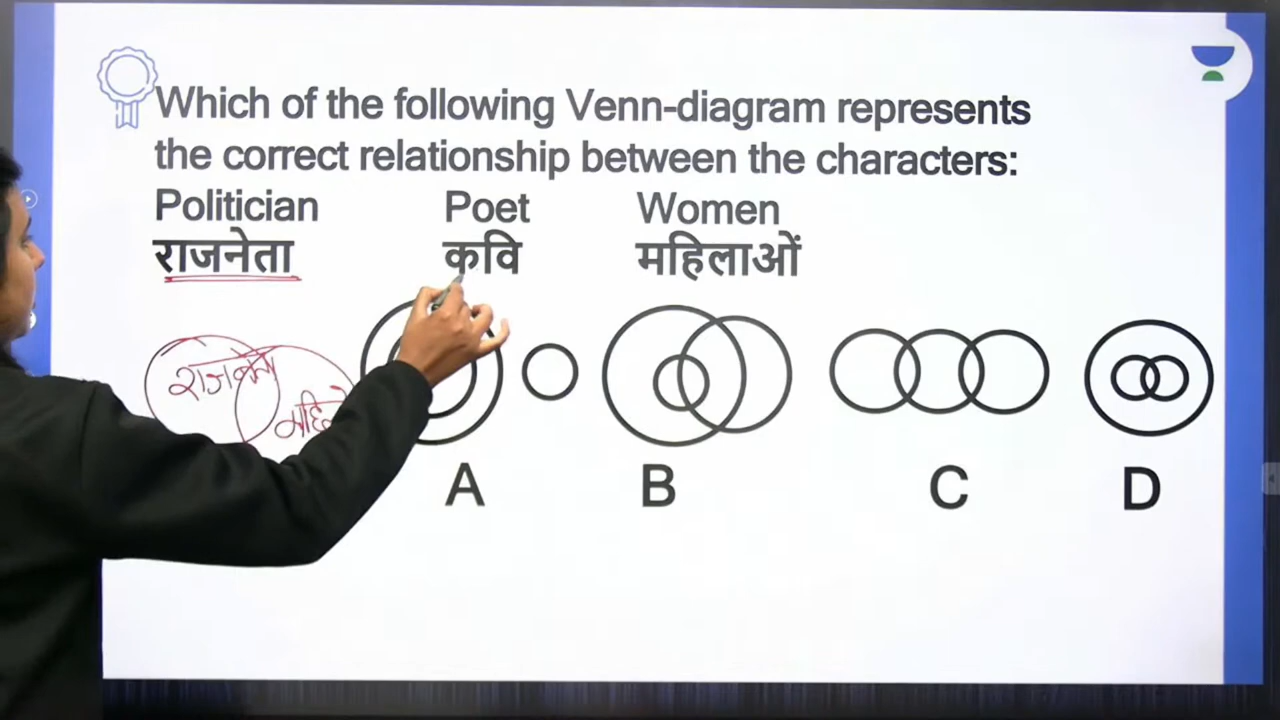 Which of the following Venn-diagram represents
the correct relationship between the characters:
Politician Poet Women
राजनेता कवि महिलाओं
राजनेता
A B C D